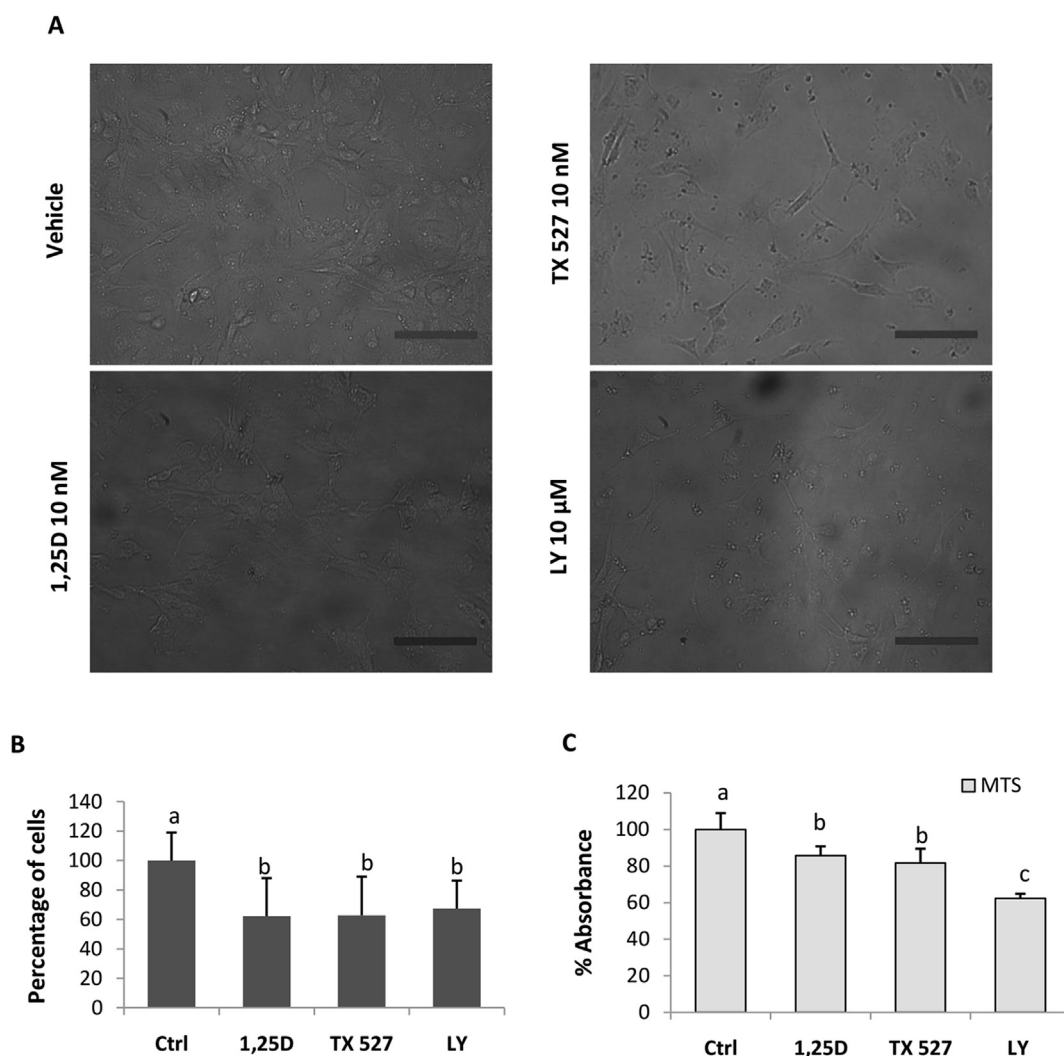 A
Vehicle
TX 527 10 nM
1,25D 10 nM
LY 10 µM
B
Percentage of cells
140
120
100
80
60
40
20
0
a
b
b
b
Ctrl
1,25D
TX 527
LY
C
% Absorbance
120
100
80
60
40
20
0
MTS
a
b
b
c
Ctrl
1,25D
TX 527
LY